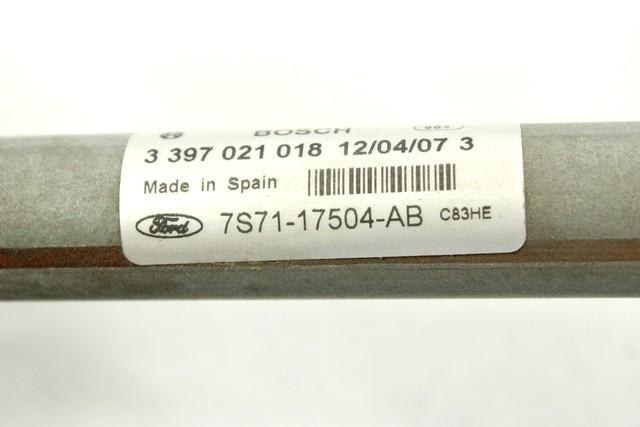 BOSCH
3 397 021 018 12/04/07 3
Made in Spain
Ford 7S71-17504-AB C83HE